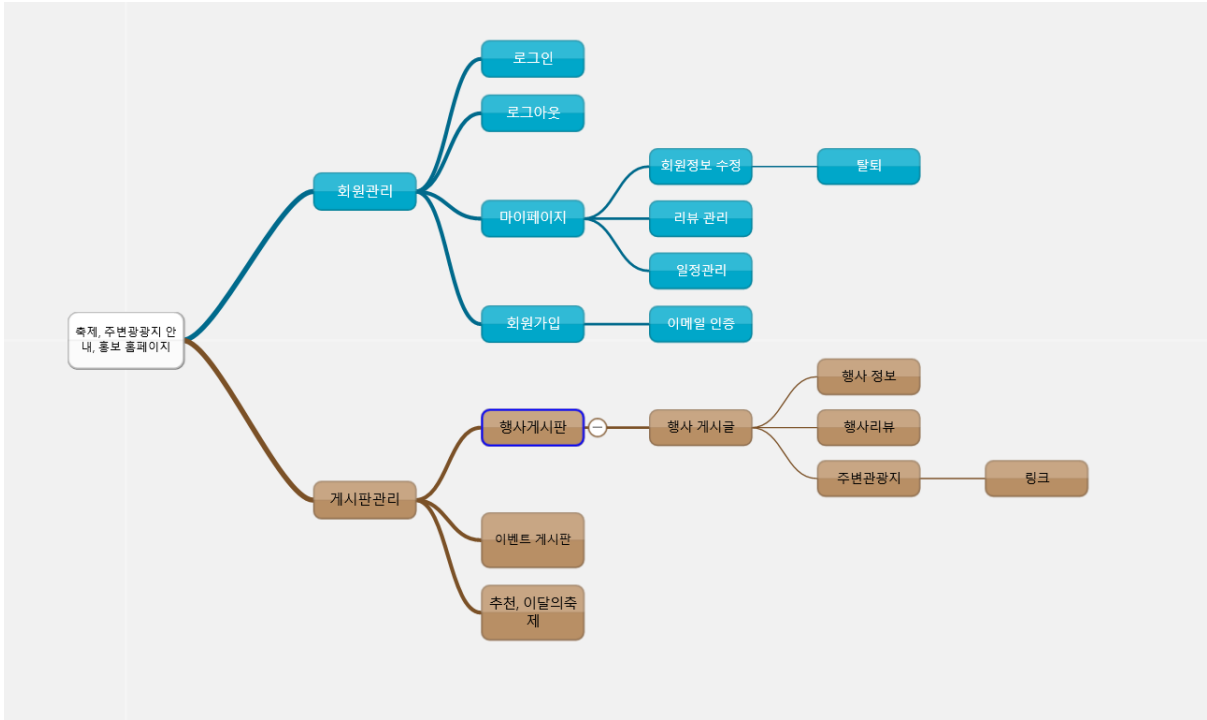 로그인
로그아웃
회원정보 수정
탈퇴
회원관리
마이페이지
리뷰 관리
일정관리
회원가입
이메일 인증
축제, 주변광광지 안
내, 홍보 홈페이지
행사 정보
행사게시판
행사 게시글
행사리뷰
주변관광지
링크
게시판관리
이벤트 게시판
추천, 이달의축
제